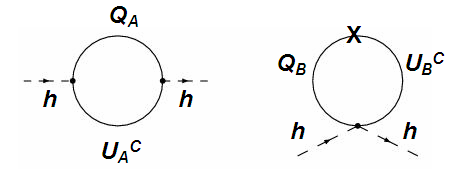 Q_A
h h
U_A^C
X
Q_B U_B^C
h h